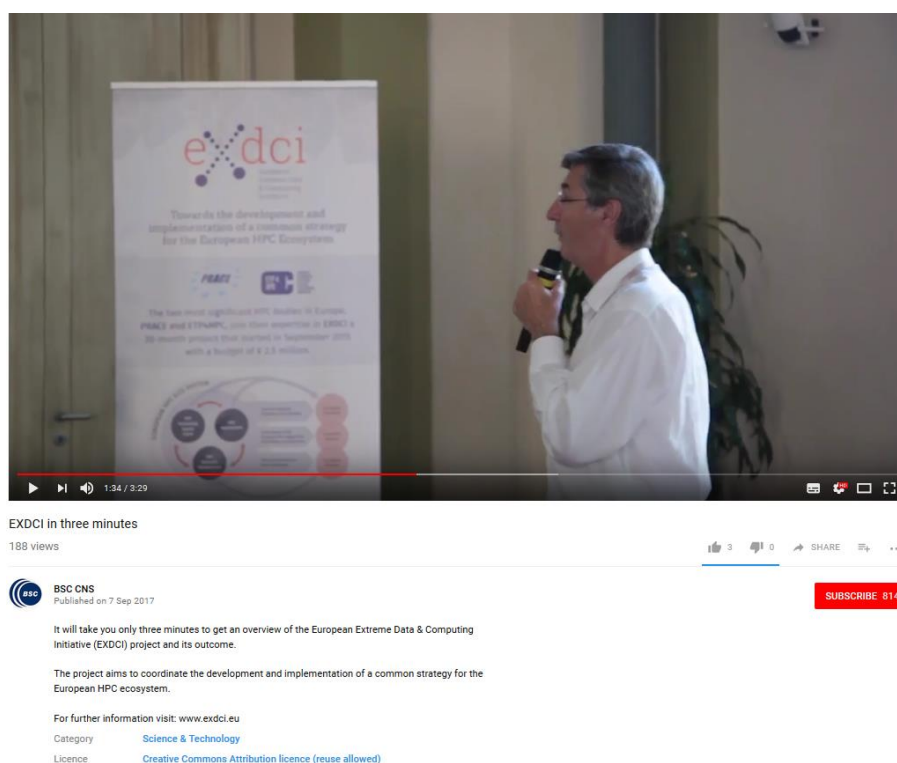 exdci
Towards the development and
implementation of a common strategy
for the European HPC Ecosystem
PRACE
The two most significant HPC bodies in Europe,
PRACE and ETP4HPC, join their expertise in EXDCI a
30-month project that started in September 2015
with a budget of € 2.5 million.
1:34 / 3:29
HD
EXDCI in three minutes
188 views
3
0
SHARE
BSC
BSC CNS
Published on 7 Sep 2017
SUBSCRIBE 814
It will take you only three minutes to get an overview of the European Extreme Data & Computing
Initiative (EXDCI) project and its outcome.
The project aims to coordinate the development and implementation of a common strategy for the
European HPC ecosystem.
For further information visit: www.exdci.eu
Category
Science & Technology
Licence
Creative Commons Attribution licence (reuse allowed)